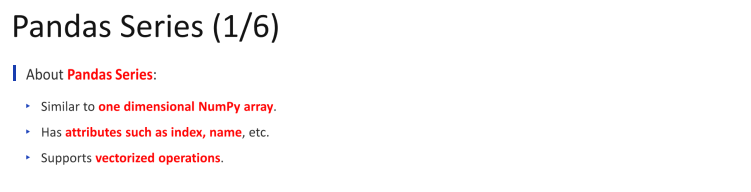 Pandas Series (1/6)
About Pandas Series:
Similar to one dimensional NumPy array.
Has attributes such as index, name, etc.
Supports vectorized operations.